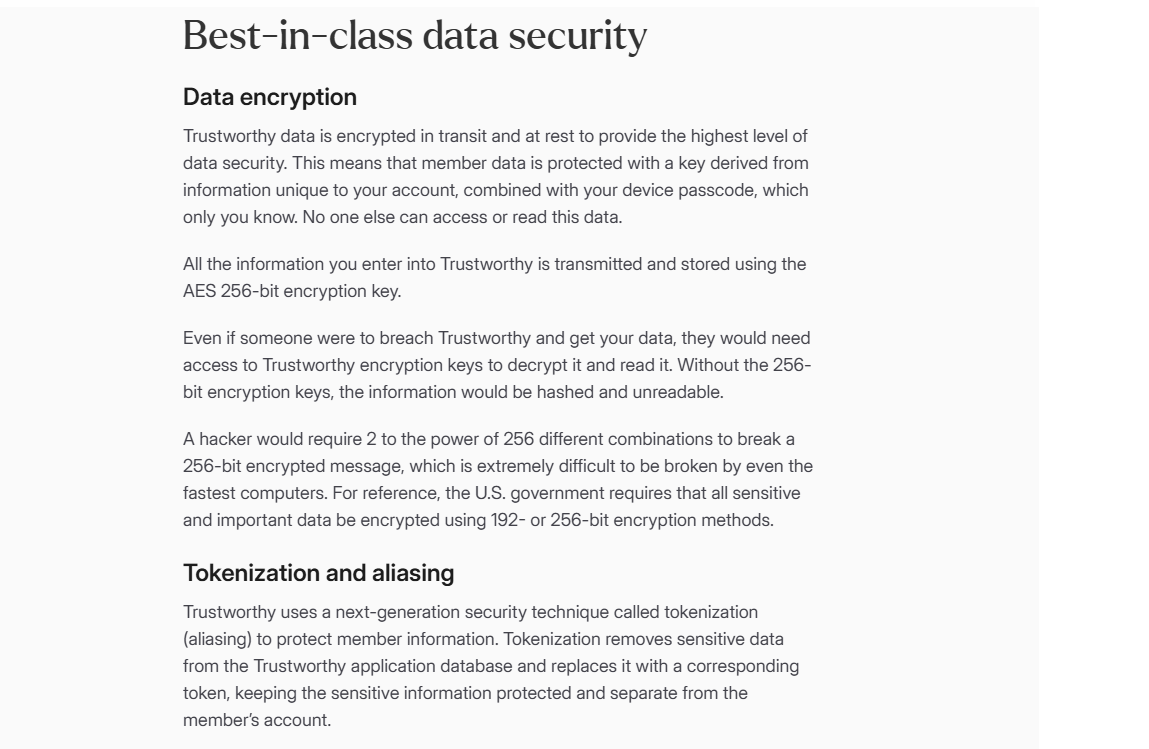 Best-in-class data security
Data encryption
Trustworthy data is encrypted in transit and at rest to provide the highest level of
data security. This means that member data is protected with a key derived from
information unique to your account, combined with your device passcode, which
only you know. No one else can access or read this data.
All the information you enter into Trustworthy is transmitted and stored using the
AES 256-bit encryption key.
Even if someone were to breach Trustworthy and get your data, they would need
access to Trustworthy encryption keys to decrypt it and read it. Without the 256-
bit encryption keys, the information would be hashed and unreadable.
A hacker would require 2 to the power of 256 different combinations to break a
256-bit encrypted message, which is extremely difficult to be broken by even the
fastest computers. For reference, the U.S. government requires that all sensitive
and important data be encrypted using 192- or 256-bit encryption methods.
Tokenization and aliasing
Trustworthy uses a next-generation security technique called tokenization
(aliasing) to protect member information. Tokenization removes sensitive data
from the Trustworthy application database and replaces it with a corresponding
token, keeping the sensitive information protected and separate from the
member’s account.